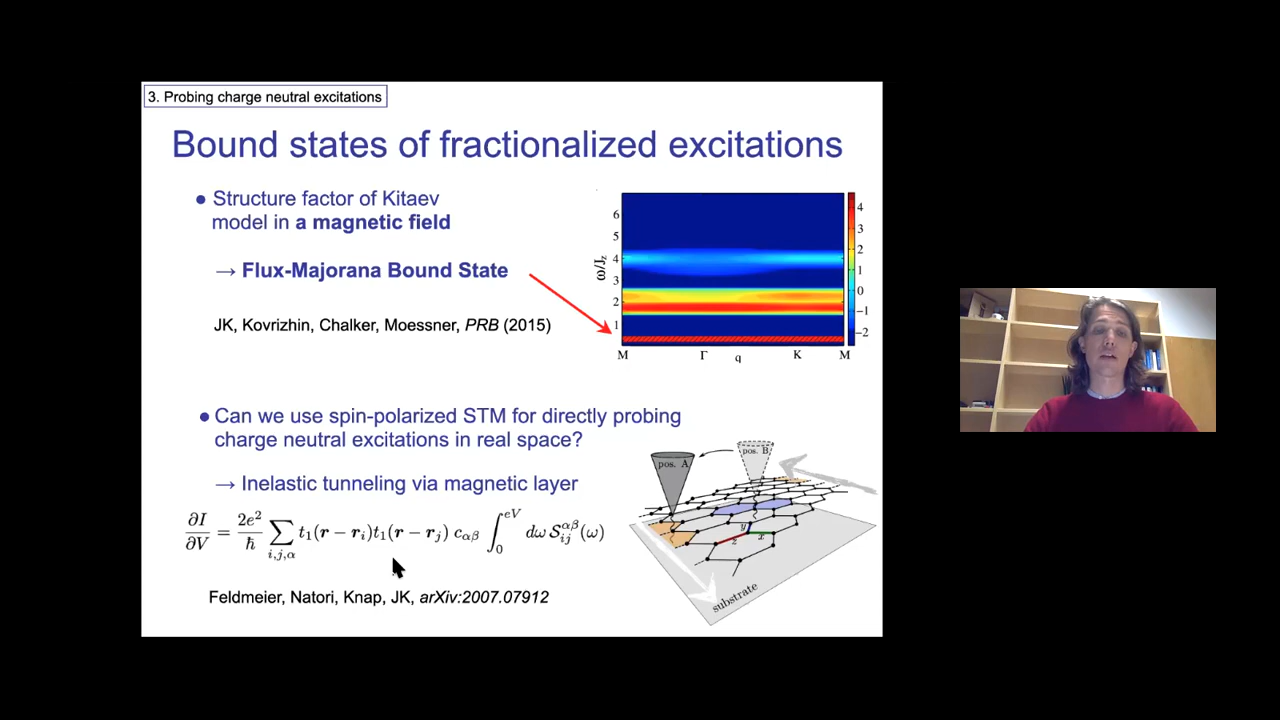 3. Probing charge neutral excitations
Bound states of fractionalized excitations
● Structure factor of Kitaev
model in a magnetic field
→ Flux-Majorana Bound State
JK, Kovrizhin, Chalker, Moessner, PRB (2015)
ω/J_z
6
5
4
3
2
1
M Γ q K M
4
3
2
1
0
−1
−2
● Can we use spin-polarized STM for directly probing
charge neutral excitations in real space?
→ Inelastic tunneling via magnetic layer
∂I/∂V = 2e²/ħ ∑_{i,j,α} t₁(r − r_i)t₁(r − r_j) c_{αβ} ∫₀^{eV} dω S_{ij}^{αβ}(ω)
Feldmeier, Natori, Knap, JK, arXiv:2007.07912
pos. A
pos. B
y
z
x
substrate